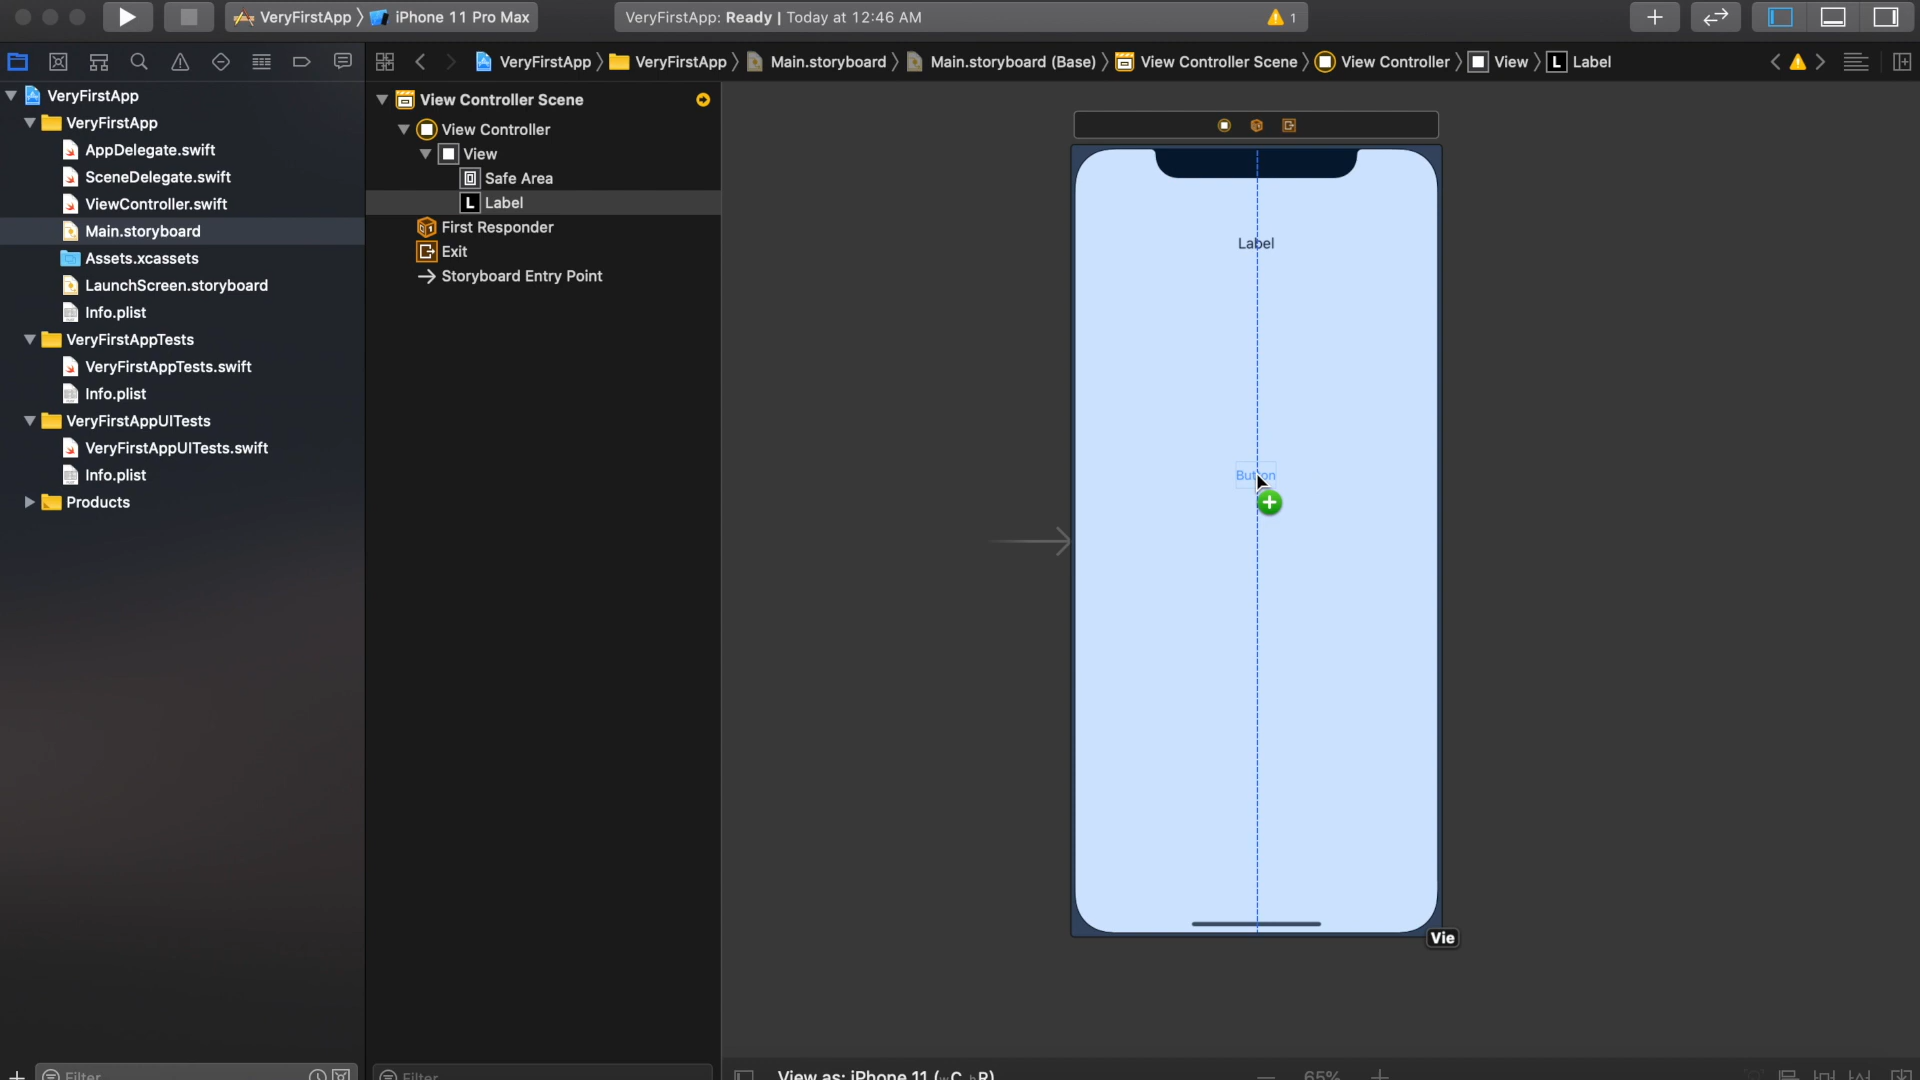 VeryFirstApp iPhone 11 Pro Max
VeryFirstApp: Ready | Today at 12:46 AM
1
VeryFirstApp VeryFirstApp Main.storyboard Main.storyboard (Base) View Controller Scene View Controller View L Label
VeryFirstApp
VeryFirstApp
AppDelegate.swift
SceneDelegate.swift
ViewController.swift
Main.storyboard
Assets.xcassets
LaunchScreen.storyboard
Info.plist
VeryFirstAppTests
VeryFirstAppTests.swift
Info.plist
VeryFirstAppUITests
VeryFirstAppUITests.swift
Info.plist
Products
Filter
View Controller Scene
View Controller
View
Safe Area
L Label
First Responder
Exit
Storyboard Entry Point
Filter
Label
Button
Vie
View as: iPhone 11 (wC hR)
65%